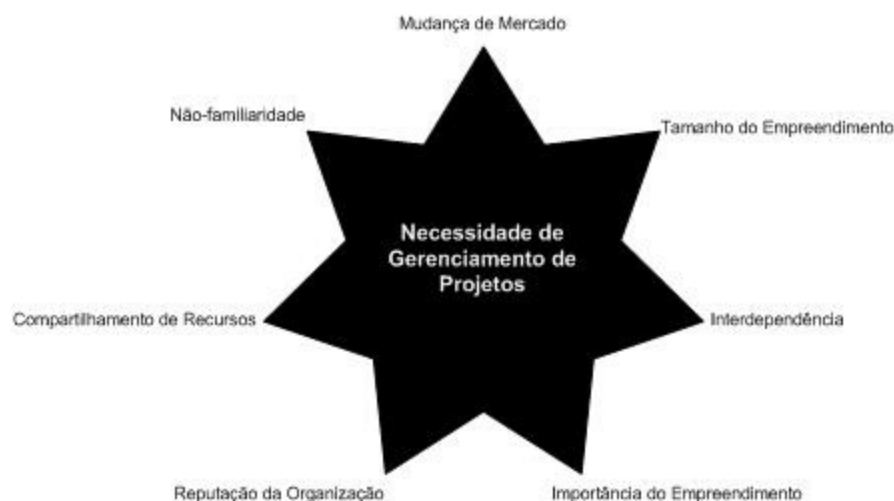 Mudança de Mercado
Não-familiaridade
Tamanho do Empreendimento
Necessidade de
Gerenciamento de
Projetos
Compartilhamento de Recursos
Interdependência
Reputação da Organização
Importância do Empreendimento